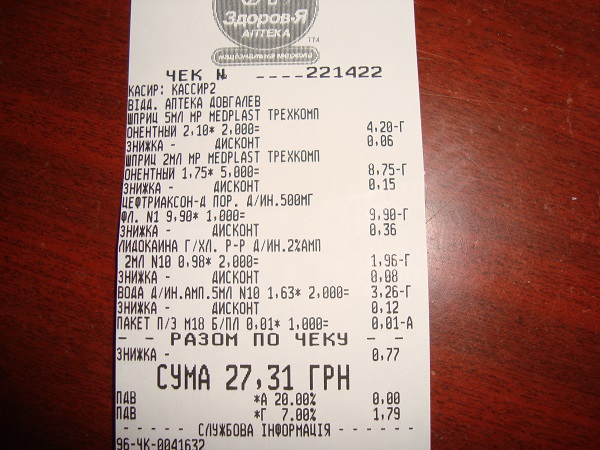 Здоров·Я
АПТЕКА
ТТА
національна мережа
ЧЕК № ____221422
КАСИР: КАССИР2
ВІДД. АПТЕКА ДОВГАЛЕВ
ШПРИЦ 5МЛ МР MEDPLAST ТРЕХКОМП
ОНЕНТНЫЙ 2,10* 2,000= 4,20-Г
ЗНИЖКА - ДИСКОНТ 0,06
ШПРИЦ 2МЛ МР MEDPLAST ТРЕХКОМП
ОНЕНТНЫЙ 1,75* 5,000= 8,75-Г
ЗНИЖКА - ДИСКОНТ 0,15
ЦЕФТРИАКСОН-Д ПОР. Д/ИН.500МГ
ФЛ. N1 9,90* 1,000= 9,90-Г
ЗНИЖКА - ДИСКОНТ 0,36
ЛИДОКАИНА Г/ХЛ. Р-Р Д/ИН.2%АМП
2МЛ N10 0,98* 2,000= 1,96-Г
ЗНИЖКА - ДИСКОНТ 0,08
ВОДА Д/ИН.АМП.5МЛ N10 1,63* 2,000= 3,26-Г
ЗНИЖКА - ДИСКОНТ 0,12
ПАКЕТ П/Э М18 Б/ПЛ 0,01* 1,000= 0,01-А
- - РАЗОМ ПО ЧЕКУ - -
ЗНИЖКА - 0,77
СУМА 27,31 ГРН
ПДВ *А 20.00% 0,00
ПДВ *Г 7.00% 1,79
- - - - - СЛУЖБОВА ІНФОРМАЦІЯ - - - - - -
96-ЧК-0041632